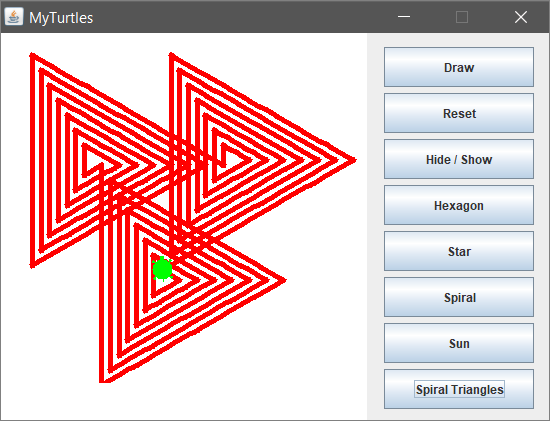 MyTurtles
Draw
Reset
Hide / Show
Hexagon
Star
Spiral
Sun
Spiral Triangles